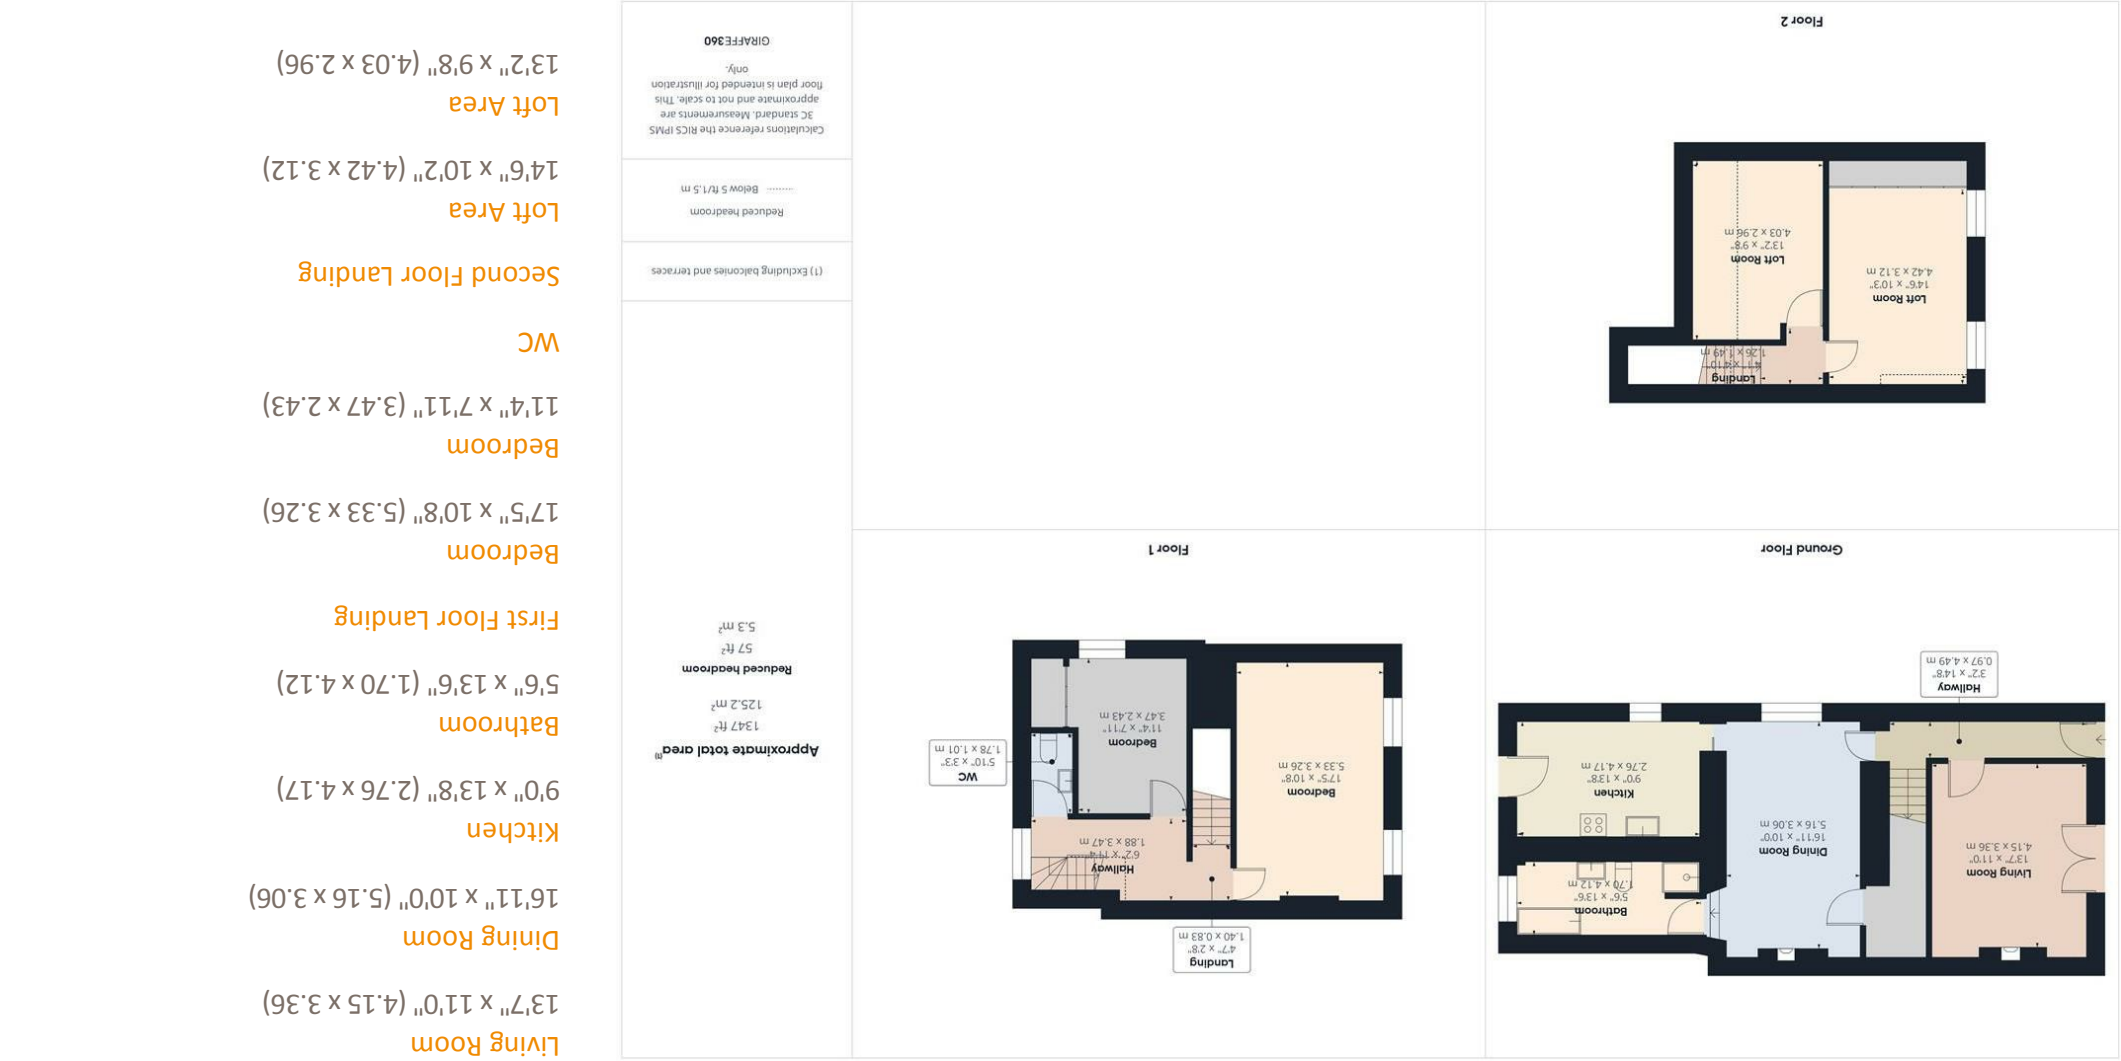 Bathroom
5'6" x 13'6"
1.70 x 4.12 m
Living Room
13'7" x 11'0"
4.15 x 3.36 m
Dining Room
16'11" x 10'0"
5.16 x 3.06 m
Kitchen
9'0" x 13'8"
2.76 x 4.17 m
Hallway
3'2" x 14'8"
0.97 x 4.49 m
Ground Floor
Landing
4'7" x 2'8"
1.40 x 0.83 m
Hallway
6'2" x 11'4"
1.88 x 3.47 m
Bedroom
17'5" x 10'8"
5.33 x 3.26 m
WC
5'10" x 3'3"
1.78 x 1.01 m
Bedroom
11'4" x 7'11"
3.47 x 2.43 m
Floor 1
Landing
4'1" x 4'10"
1.26 x 1.49 m
Loft Room
14'6" x 10'3"
4.42 x 3.12 m
Loft Room
13'2" x 9'8"
4.03 x 2.96 m
Floor 2
Approximate total area(1)
1347 ft²
125.2 m²
Reduced headroom
57 ft²
5.3 m²
(1) Excluding balconies and terraces
Reduced headroom
Below 5 ft/1.5 m
Calculations reference the RICS IPMS
3C standard. Measurements are
approximate and not to scale. This
floor plan is intended for illustration
only.
GIRAFFE360
Living Room
13'7" x 11'0" (4.15 x 3.36)
Dining Room
16'11" x 10'0" (5.16 x 3.06)
Kitchen
9'0" x 13'8" (2.76 x 4.17)
Bathroom
5'6" x 13'6" (1.70 x 4.12)
First Floor Landing
Bedroom
17'5" x 10'8" (5.33 x 3.26)
Bedroom
11'4" x 7'11" (3.47 x 2.43)
WC
Second Floor Landing
Loft Area
14'6" x 10'2" (4.42 x 3.12)
Loft Area
13'2" x 9'8" (4.03 x 2.96)